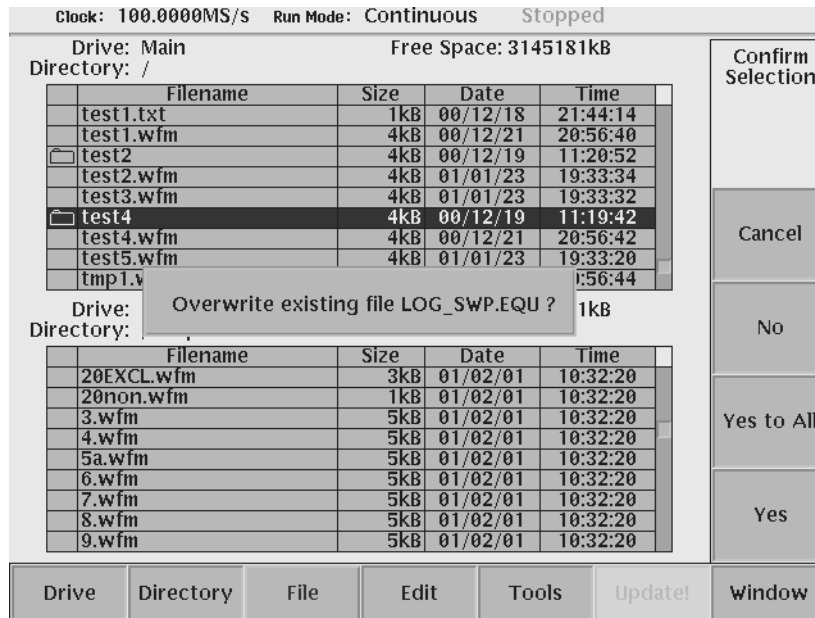 Clock: 100.0000MS/s Run Mode: Continuous Stopped
Drive: Main Free Space: 3145181kB
Directory: /
Filename Size Date Time
test1.txt 1kB 00/12/18 21:44:14
test1.wfm 4kB 00/12/21 20:56:40
test2 4kB 00/12/19 11:20:52
test2.wfm 4kB 01/01/23 19:33:34
test3.wfm 4kB 01/01/23 19:33:32
test4 4kB 00/12/19 11:19:42
test4.wfm 4kB 00/12/21 20:56:42
test5.wfm 4kB 01/01/23 19:33:20
tmp1.w :56:44
Overwrite existing file LOG_SWP.EQU ?
Drive: 1kB
Directory: /
Filename Size Date Time
20EXCL.wfm 3kB 01/02/01 10:32:20
20non.wfm 1kB 01/02/01 10:32:20
3.wfm 5kB 01/02/01 10:32:20
4.wfm 5kB 01/02/01 10:32:20
5a.wfm 5kB 01/02/01 10:32:20
6.wfm 5kB 01/02/01 10:32:20
7.wfm 5kB 01/02/01 10:32:20
8.wfm 5kB 01/02/01 10:32:20
9.wfm 5kB 01/02/01 10:32:20
Confirm
Selection
Cancel
No
Yes to All
Yes
Drive Directory File Edit Tools Update! Window